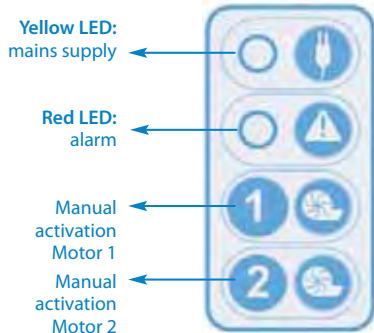 Yellow LED:
mains supply
Red LED:
alarm
1
Manual
activation
Motor 1
2
Manual
activation
Motor 2